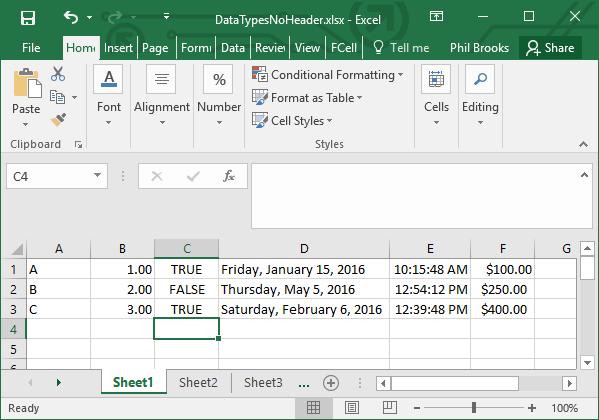 DataTypesNoHeader.xlsx - Excel
File Home Insert Page Formu Data Revie View FCell Tell me Phil Brooks Share
Paste
Clipboard
Font
Alignment
%
Number
Conditional Formatting
Format as Table
Cell Styles
Styles
Cells
Editing
C4 fx
A B C D E F G
1 A 1.00 TRUE Friday, January 15, 2016 10:15:48 AM $100.00
2 B 2.00 FALSE Thursday, May 5, 2016 12:54:12 PM $250.00
3 C 3.00 TRUE Saturday, February 6, 2016 12:39:48 PM $400.00
4
5
Sheet1 Sheet2 Sheet3 ...
Ready 100%